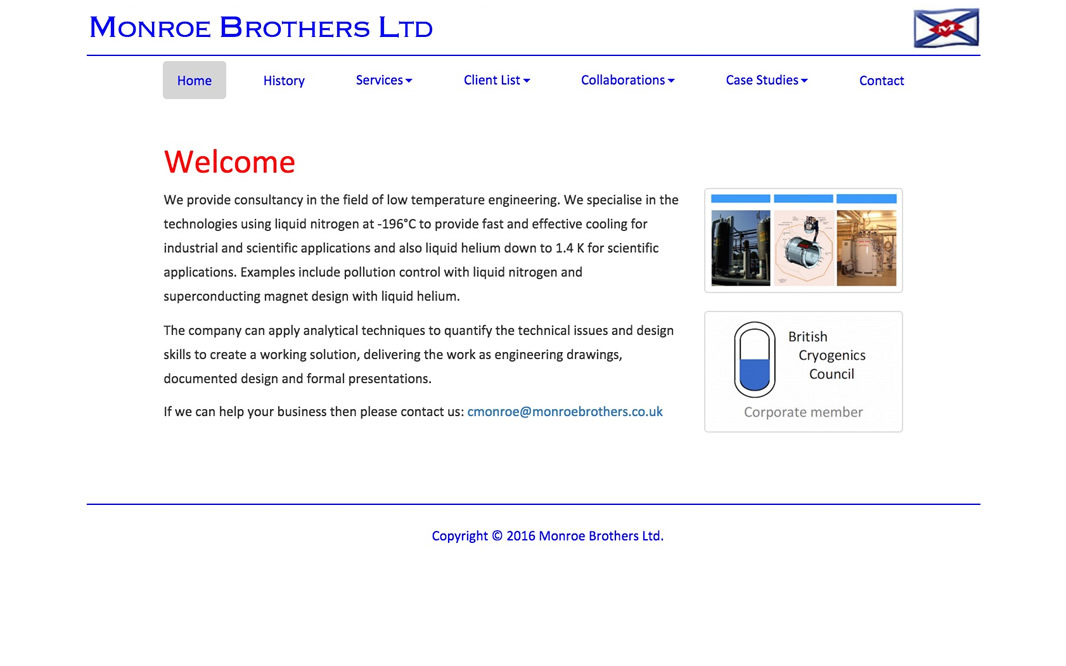 Monroe Brothers Ltd
M
Home History Services Client List Collaborations Case Studies Contact
Welcome
We provide consultancy in the field of low temperature engineering. We specialise in the
technologies using liquid nitrogen at -196°C to provide fast and effective cooling for
industrial and scientific applications and also liquid helium down to 1.4 K for scientific
applications. Examples include pollution control with liquid nitrogen and
superconducting magnet design with liquid helium.
The company can apply analytical techniques to quantify the technical issues and design
skills to create a working solution, delivering the work as engineering drawings,
documented design and formal presentations.
If we can help your business then please contact us: cmonroe@monroebrothers.co.uk
British
Cryogenics
Council
Corporate member
Copyright © 2016 Monroe Brothers Ltd.